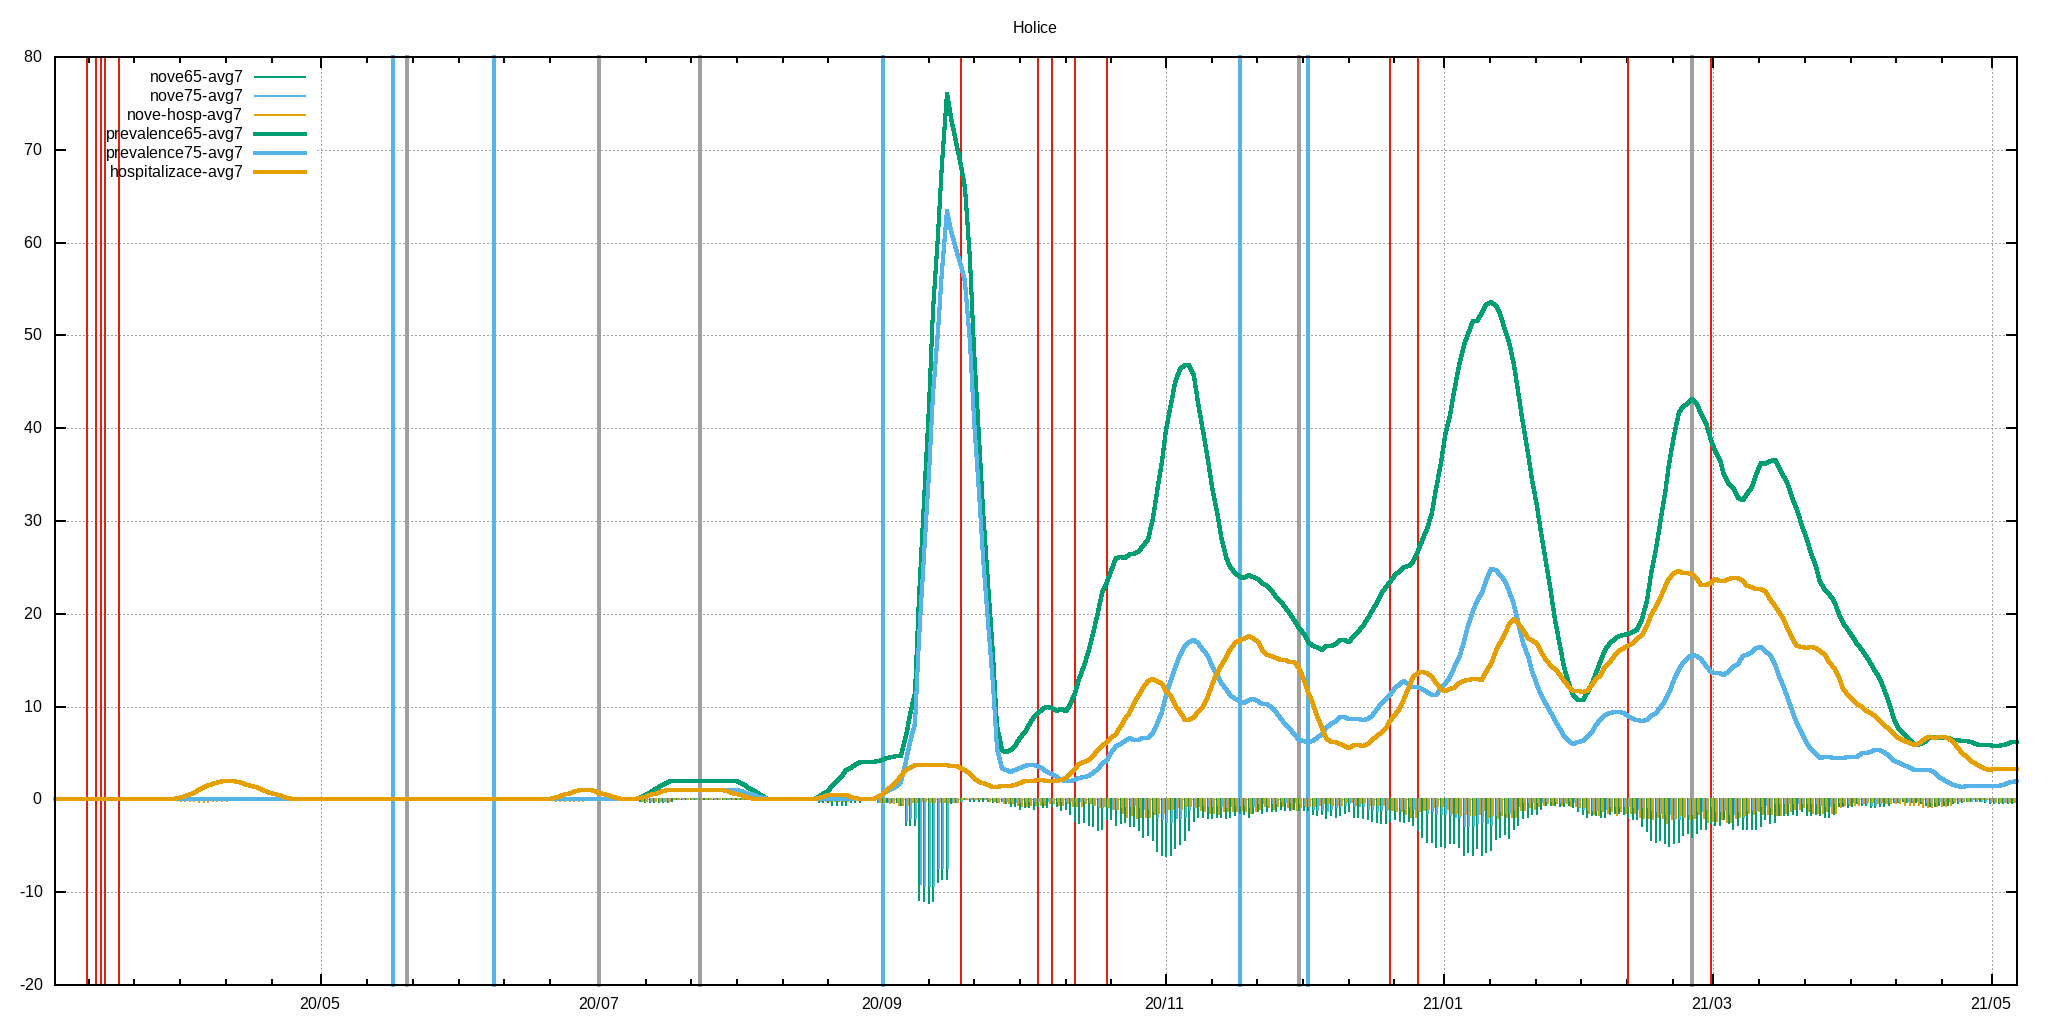 Holice
80
nove65-avg7
nove75-avg7
nove-hosp-avg7
prevalence65-avg7
prevalence75-avg7
hospitalizace-avg7
70
60
50
40
30
20
10
0
-10
-20
20/05 20/07 20/09 20/11 21/01 21/03 21/05